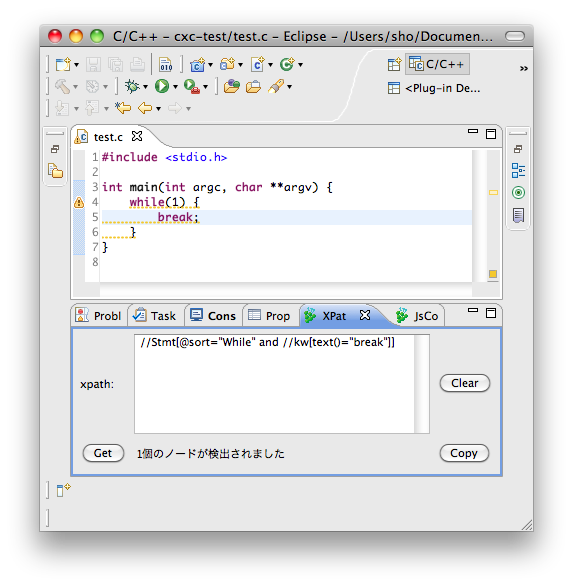 C/C++ – cxc-test/test.c – Eclipse – /Users/sho/Documen...
010
C/C++
»
<Plug-in De...
test.c
1 #include <stdio.h>
2
3 int main(int argc, char **argv) {
4 while(1) {
5 break;
6 }
7 }
8
Probl Task Cons Prop XPat JsCo
//Stmt[@sort="While" and //kw[text()="break"]]
xpath:
Clear
Get 1個のノードが検出されました Copy